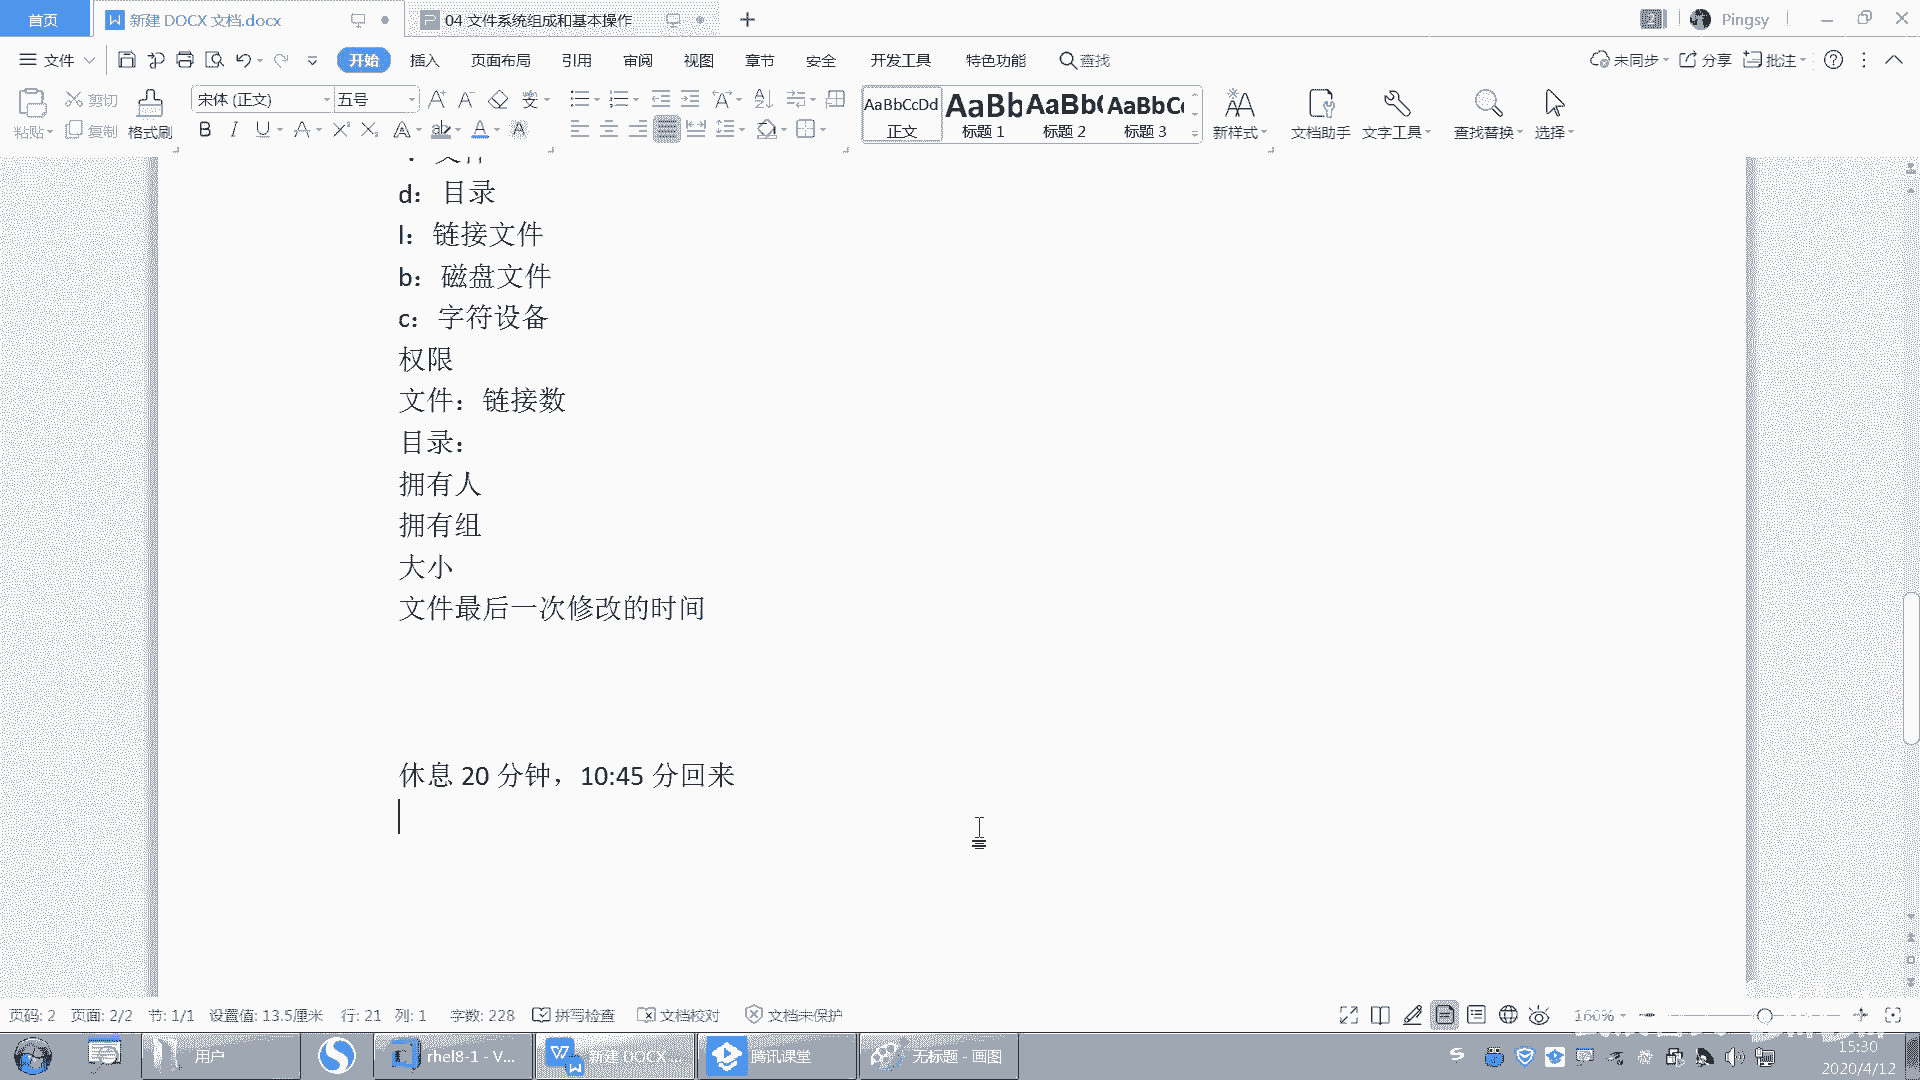 首页
新建 DOCX 文档.docx
04 文件系统组成和基本操作
Pingsy
文件
开始
插入
页面布局
引用
审阅
视图
章节
安全
开发工具
特色功能
查找
未同步
分享
批注
粘贴
剪切
复制
格式刷
宋体 (正文)
五号
AaBbCcDd
正文
AaBb
标题 1
AaBb(
标题 2
AaBbC
标题 3
新样式
文档助手
文字工具
查找替换
选择
d：目录
l：链接文件
b：磁盘文件
c：字符设备
权限
文件：链接数
目录：
拥有人
拥有组
大小
文件最后一次修改的时间
休息 20 分钟，10:45 分回来
页码: 2
页面: 2/2
节: 1/1
设置值: 13.5厘米
行: 21
列: 1
字数: 228
拼写检查
文档校对
文档未保护
160%
用户
rhel8-1 - V...
新建 DOCX ...
腾讯课堂
无标题 - 画图
15:30
2020/4/12